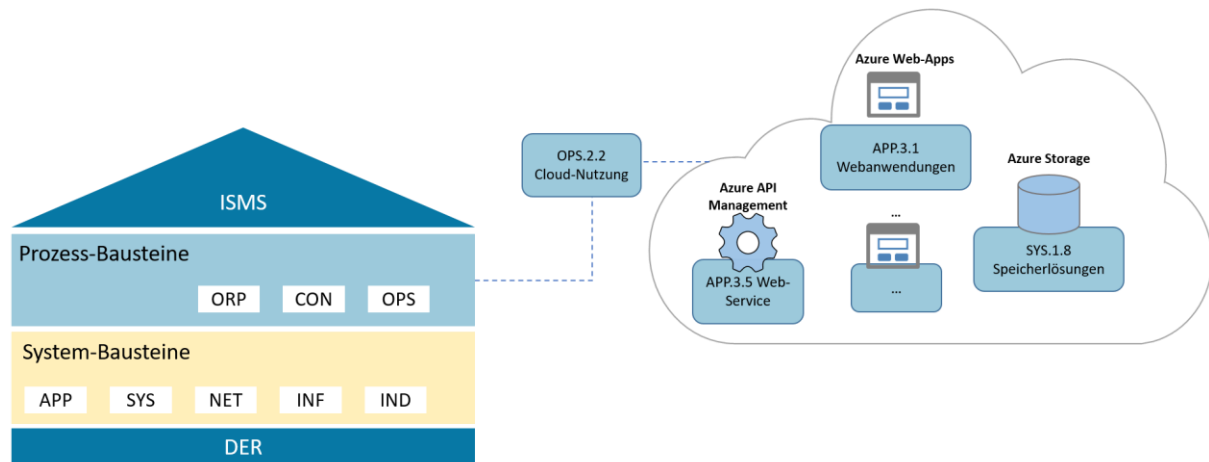 ISMS
Prozess-Bausteine
ORP
CON
OPS
System-Bausteine
APP
SYS
NET
INF
IND
DER
OPS.2.2
Cloud-Nutzung
Azure Web-Apps
APP.3.1
Webanwendungen
Azure API
Management
APP.3.5 Web-
Service
...
...
Azure Storage
SYS.1.8
Speicherlösungen